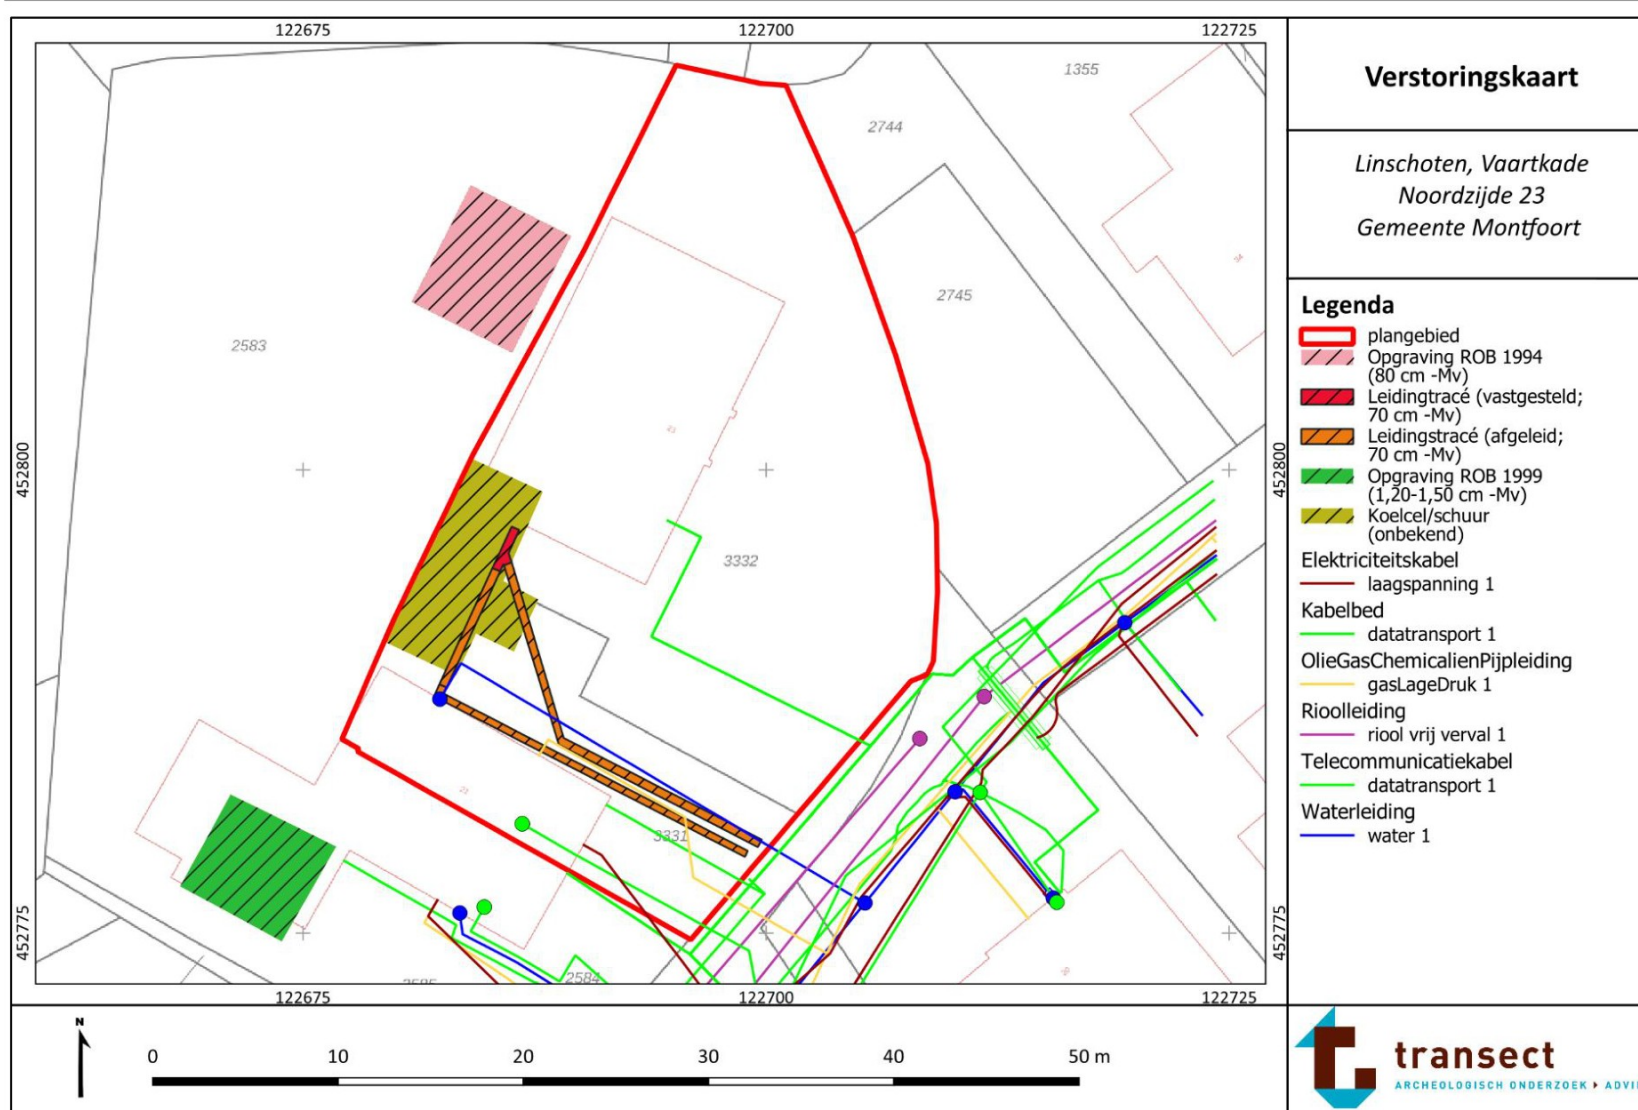 122675
122700
122725
1355
2744
2745
2583
452800
452800
3332
3331
21
452775
452775
2584
122675
122700
122725
N
0
10
20
30
40
50 m
Verstoringskaart
Linschoten, Vaartkade
Noordzijde 23
Gemeente Montfoort
Legenda
plangebied
Opgraving ROB 1994
(80 cm -Mv)
Leidingtracé (vastgesteld;
70 cm -Mv)
Leidingstracé (afgeleid;
70 cm -Mv)
Opgraving ROB 1999
(1,20-1,50 cm -Mv)
Koelcel/schuur
(onbekend)
Elektriciteitskabel
laagspanning 1
Kabelbed
datatransport 1
OlieGasChemicalienPijpleiding
gasLageDruk 1
Rioolleiding
riool vrij verval 1
Telecommunicatiekabel
datatransport 1
Waterleiding
water 1
transect
ARCHEOLOGISCH ONDERZOEK ADVI